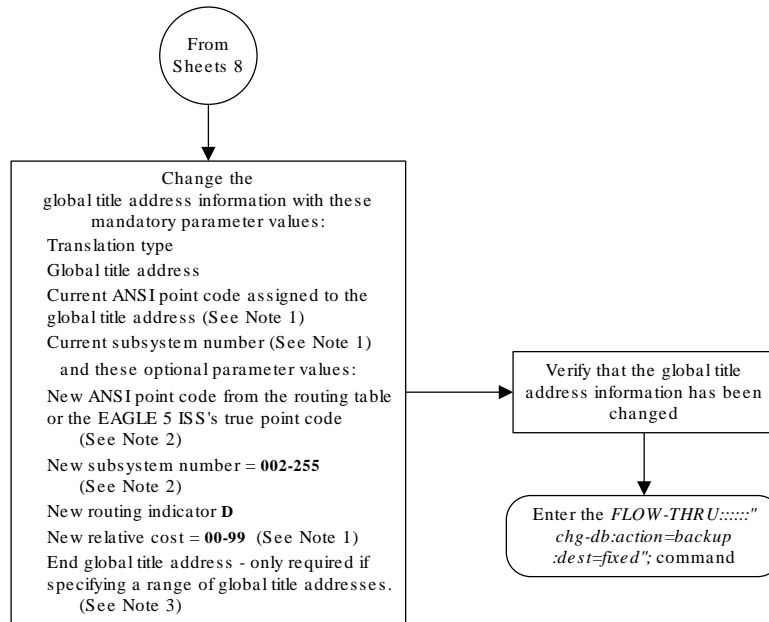 From
Sheets 8
Change the
global title address information with these
mandatory parameter values:
Translation type
Global title address
Current ANSI point code assigned to the
global title address (See Note 1)
Current subsystem number (See Note 1)
and these optional parameter values:
New ANSI point code from the routing table
or the EAGLE 5 ISS's true point code
(See Note 2)
New subsystem number = 002-255
(See Note 2)
New routing indicator D
New relative cost = 00-99 (See Note 1)
End global title address - only required if
specifying a range of global title addresses.
(See Note 3)
Verify that the global title
address information has been
changed
Enter the FLOW-THRU::::::"
chg-db:action=backup
:dest=fixed"; command